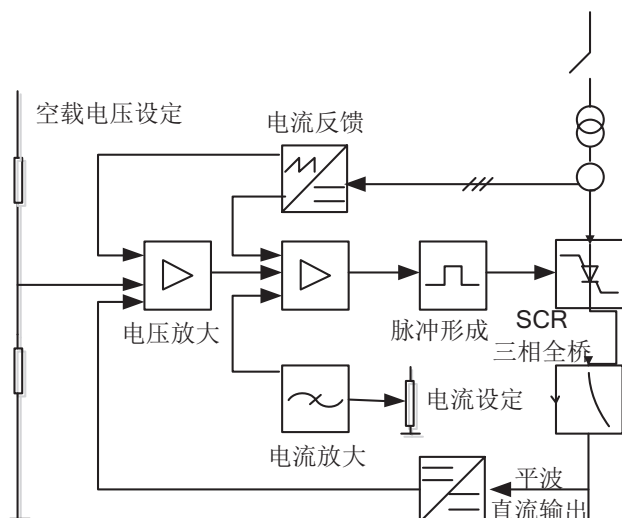 空载电压设定
电流反馈
电压放大
脉冲形成
SCR
三相全桥
电流设定
电流放大
平波
直流输出